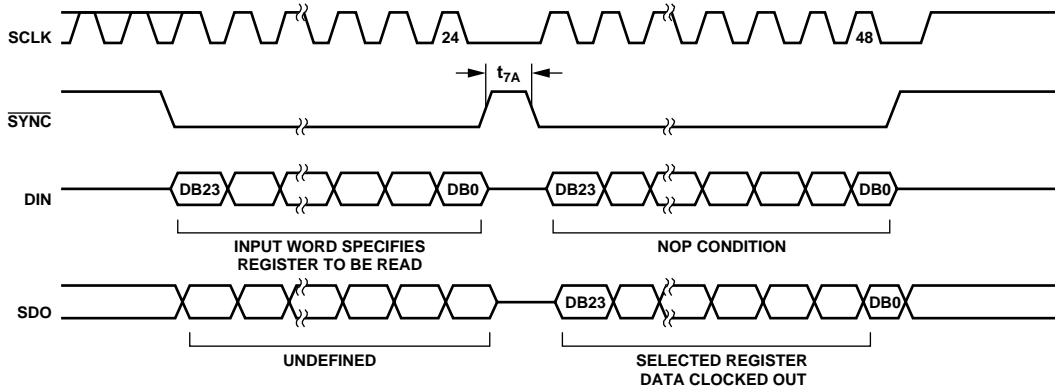 SCLK
24
48
t7A
SYNC
DIN
DB23
DB0
DB23
DB0
INPUT WORD SPECIFIES
REGISTER TO BE READ
NOP CONDITION
SDO
DB23
DB0
UNDEFINED
SELECTED REGISTER
DATA CLOCKED OUT